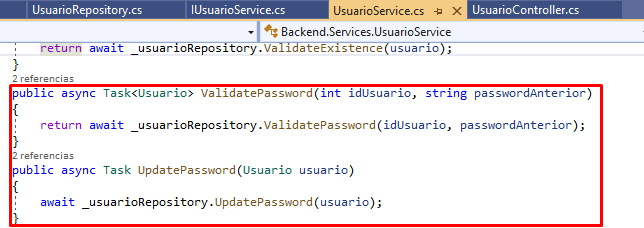 UsuarioRepository.cs IUsuarioService.cs UsuarioService.cs UsuarioController.cs
Backend.Services.UsuarioService
return await _usuarioRepository.ValidateExistence(usuario);
}
2 referencias
public async Task<Usuario> ValidatePassword(int idUsuario, string passwordAnterior)
{
return await _usuarioRepository.ValidatePassword(idUsuario, passwordAnterior);
}
2 referencias
public async Task UpdatePassword(Usuario usuario)
{
await _usuarioRepository.UpdatePassword(usuario);
}